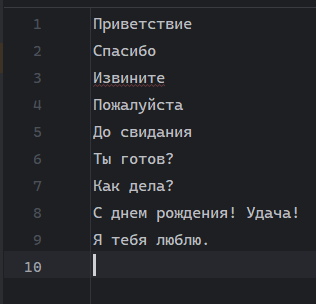 1 Приветствие
2 Спасибо
3 Извините
4 Пожалуйста
5 До свидания
6 Ты готов?
7 Как дела?
8 С днем рождения! Удача!
9 Я тебя люблю.
10